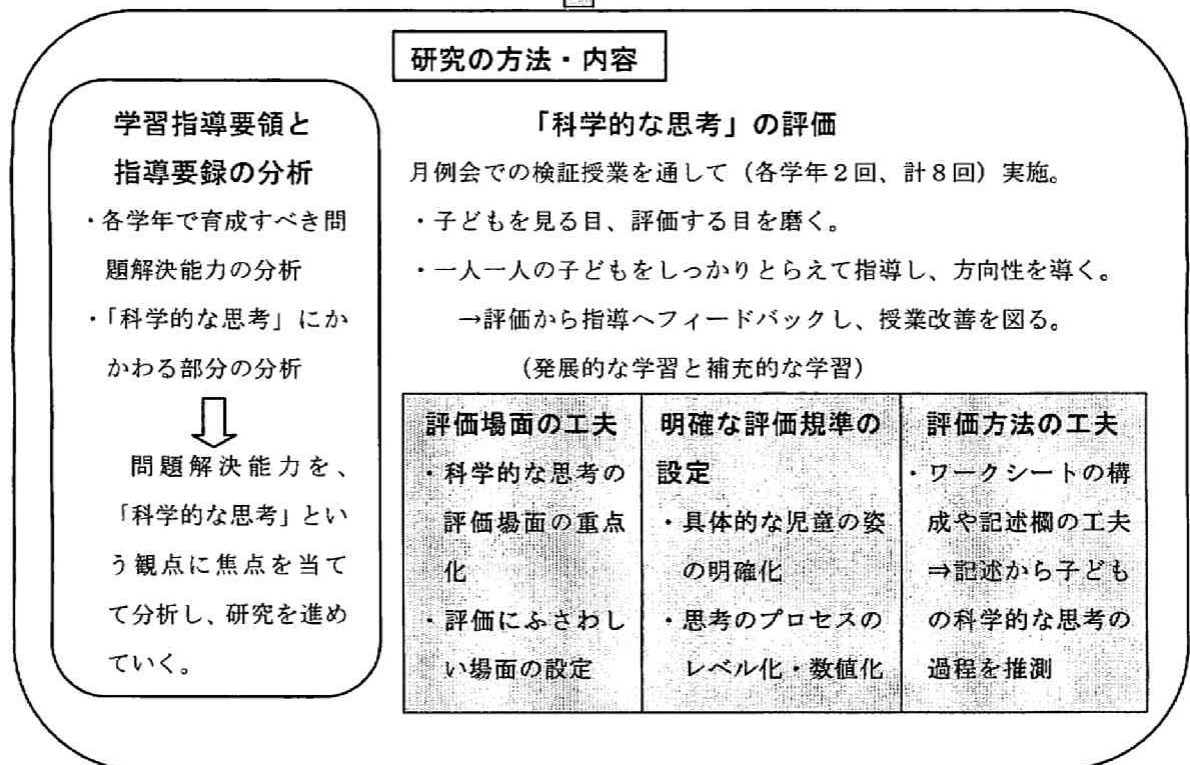 研究の方法・内容
学習指導要領と
指導要録の分析
・各学年で育成すべき問
題解決能力の分析
・「科学的な思考」にか
かわる部分の分析
問題解決能力を、
「科学的な思考」とい
う観点に焦点を当て
て分析し、研究を進め
ていく。
「科学的な思考」の評価
月例会での検証授業を通して（各学年２回、計８回）実施。
・子どもを見る目、評価する目を磨く。
・一人一人の子どもをしっかりとらえて指導し、方向性を導く。
→評価から指導へフィードバックし、授業改善を図る。
（発展的な学習と補充的な学習）
評価場面の工夫
・科学的な思考の
評価場面の重点
化
・評価にふさわし
い場面の設定
明確な評価規準の
設定
・具体的な児童の姿
の明確化
・思考のプロセスの
レベル化・数値化
評価方法の工夫
・ワークシートの構
成や記述欄の工夫
⇒記述から子ども
の科学的な思考の
過程を推測